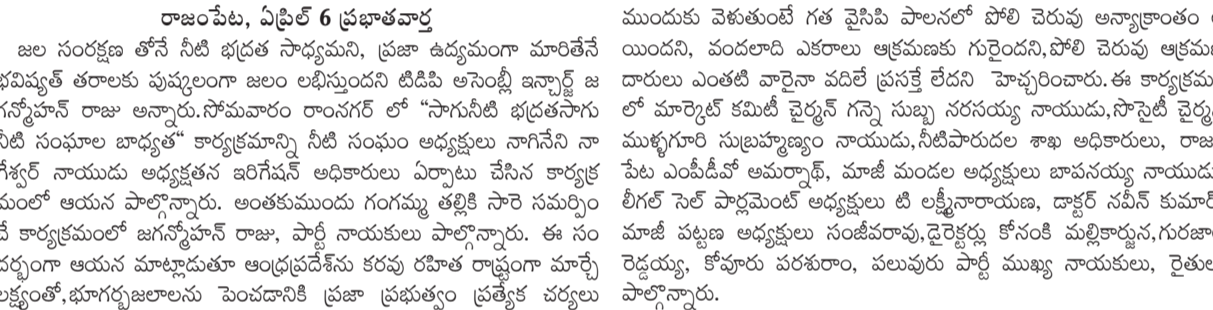 రాజంపేట, ఏప్రిల్ 6 ప్రభాతవార్త
జల సంరక్షణ తోనే నీటి భద్రత సాధ్యమని, ప్రజా ఉద్యమంగా మారితేనే
భవిష్యత్ తరాలకు పుష్కలంగా జలం లభిస్తుందని టిడిపి అసెంబ్లీ ఇన్చార్జ్ జ
గన్మోహన్ రాజు అన్నారు.సోమవారం రాంనగర్ లో “సాగునీటి భద్రతసాగు
నీటి సంఘాల బాధ్యత“ కార్యక్రమాన్ని నీటి సంఘం అధ్యక్షులు నాగినేని నా
గేశ్వర్ నాయుడు అధ్యక్షతన ఇరిగేషన్ అధికారులు ఏర్పాటు చేసిన కార్యక్ర
మంలో ఆయన పాల్గొన్నారు. అంతకుముందు గంగమ్మ తల్లికి సారె సమర్పిం
చే కార్యక్రమంలో జగన్మోహన్ రాజు, పార్టీ నాయకులు పాల్గొన్నారు. ఈ సం
దర్భంగా ఆయన మాట్లాడుతూ ఆంధ్రప్రదేశ్‌ను కరవు రహిత రాష్ట్రంగా మార్చే
లక్ష్యంతో,భూగర్భజలాలను పెంచడానికి ప్రజా ప్రభుత్వం ప్రత్యేక చర్యలు
ముందుకు వెళుతుంటే గత వైసిపి పాలనలో పోలి చెరువు అన్యాక్రాంతం
యిందని, వందలాది ఎకరాలు ఆక్రమణకు గురైందని,పోలి చెరువు ఆక్రమణ
దారులు ఎంతటి వారైనా వదిలే ప్రసక్తే లేదని హెచ్చరించారు.ఈ కార్యక్రమ
లో మార్కెట్ కమిటీ చైర్మన్ గన్నె సుబ్బ నరసయ్య నాయుడు,సొసైటీ చైర్మ
ముళ్ళగూరి సుబ్రహ్మణ్యం నాయుడు,నీటిపారుదల శాఖ అధికారులు, రాజ
పేట ఎంపీడీవో అమర్నాథ్, మాజీ మండల అధ్యక్షులు బాపనయ్య నాయుడు
లీగల్ సెల్ పార్లమెంట్ అధ్యక్షులు టి లక్ష్మీనారాయణ, డాక్టర్ నవీన్ కుమార్
మాజీ పట్టణ అధ్యక్షులు సంజీవరావు,డైరెక్టర్లు కోనంకి మల్లికార్జున,గురజా
రెడ్డయ్య, కోవూరు పరశురాం, పలువురు పార్టీ ముఖ్య నాయకులు, రైతుల
పాల్గొన్నారు.